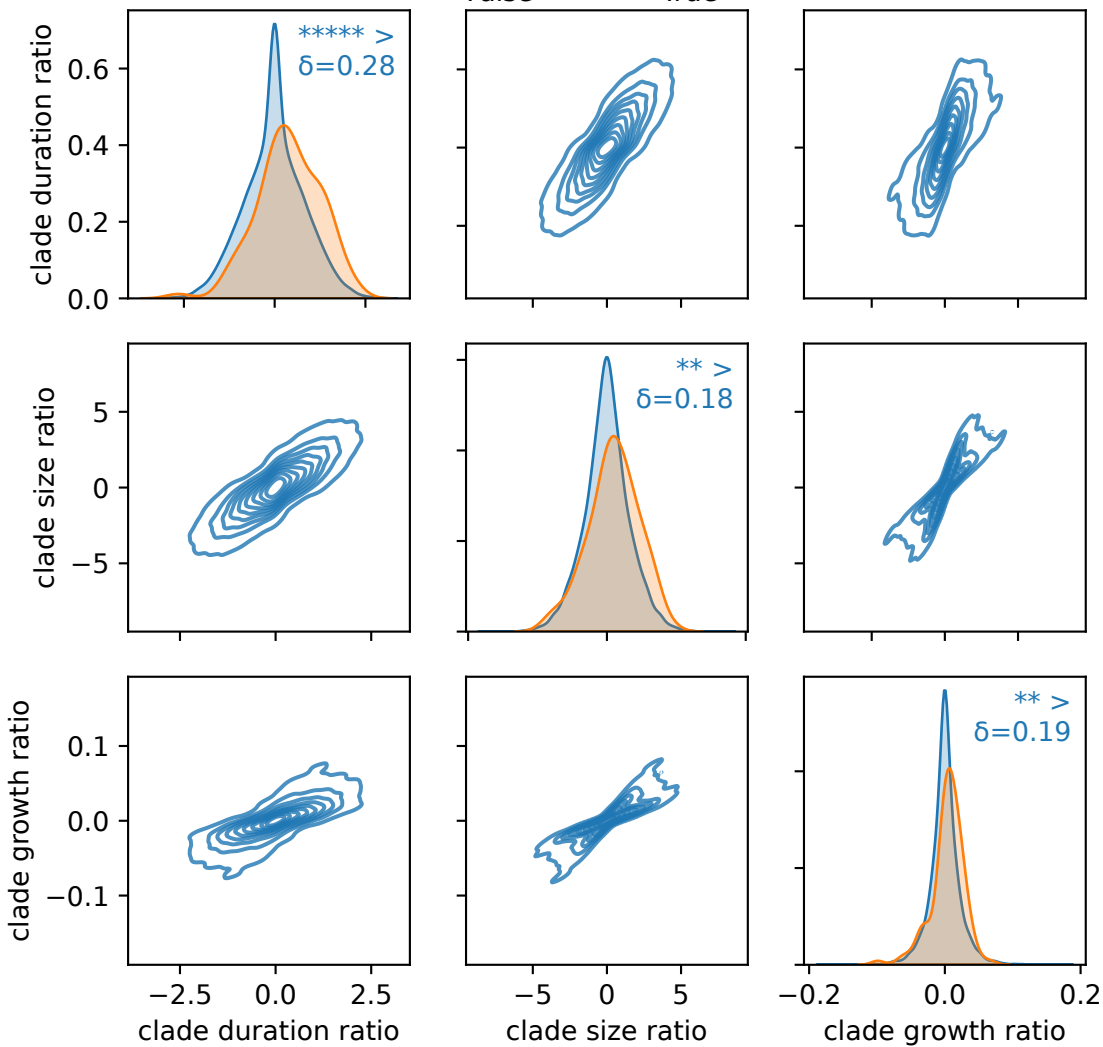 clade duration ratio
0.6
0.4
0.2
0.0
***** >
δ=0.28
clade size ratio
5
0
−5
** >
δ=0.18
clade growth ratio
0.1
0.0
−0.1
** >
δ=0.19
−2.5 0.0 2.5
clade duration ratio
−5 0 5
clade size ratio
−0.2 0.0 0.2
clade growth ratio